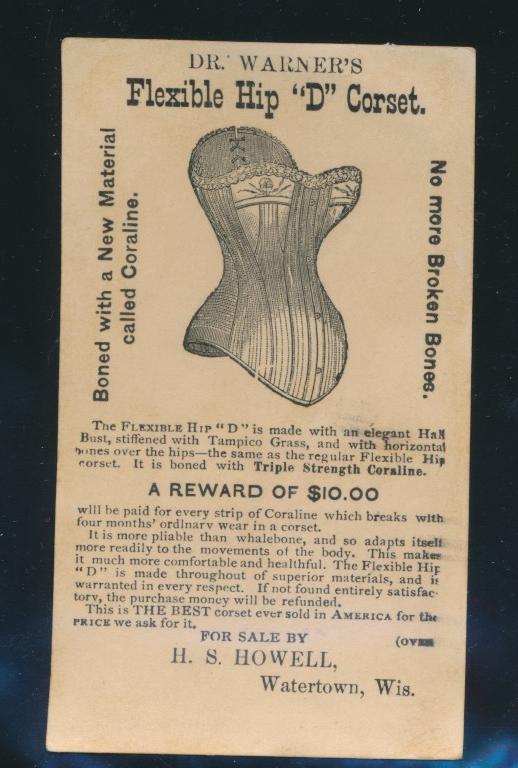 DR. WARNER'S
Flexible Hip "D" Corset.
Boned with a New Material
called Coraline.
No more Broken Bones.
The FLEXIBLE HIP "D" is made with an elegant Half
Bust, stiffened with Tampico Grass, and with horizontal
bones over the hips—the same as the regular Flexible Hip
corset. It is boned with Triple Strength Coraline.
A REWARD OF $10.00
will be paid for every strip of Coraline which breaks with
four months' ordinary wear in a corset.
It is more pliable than whalebone, and so adapts itself
more readily to the movements of the body. This makes
it much more comfortable and healthful. The Flexible Hip
"D" is made throughout of superior materials, and is
warranted in every respect. If not found entirely satisfac-
tory, the purchase money will be refunded.
This is THE BEST corset ever sold in AMERICA for the
PRICE we ask for it.
FOR SALE BY (OVER
H. S. HOWELL,
Watertown, Wis.